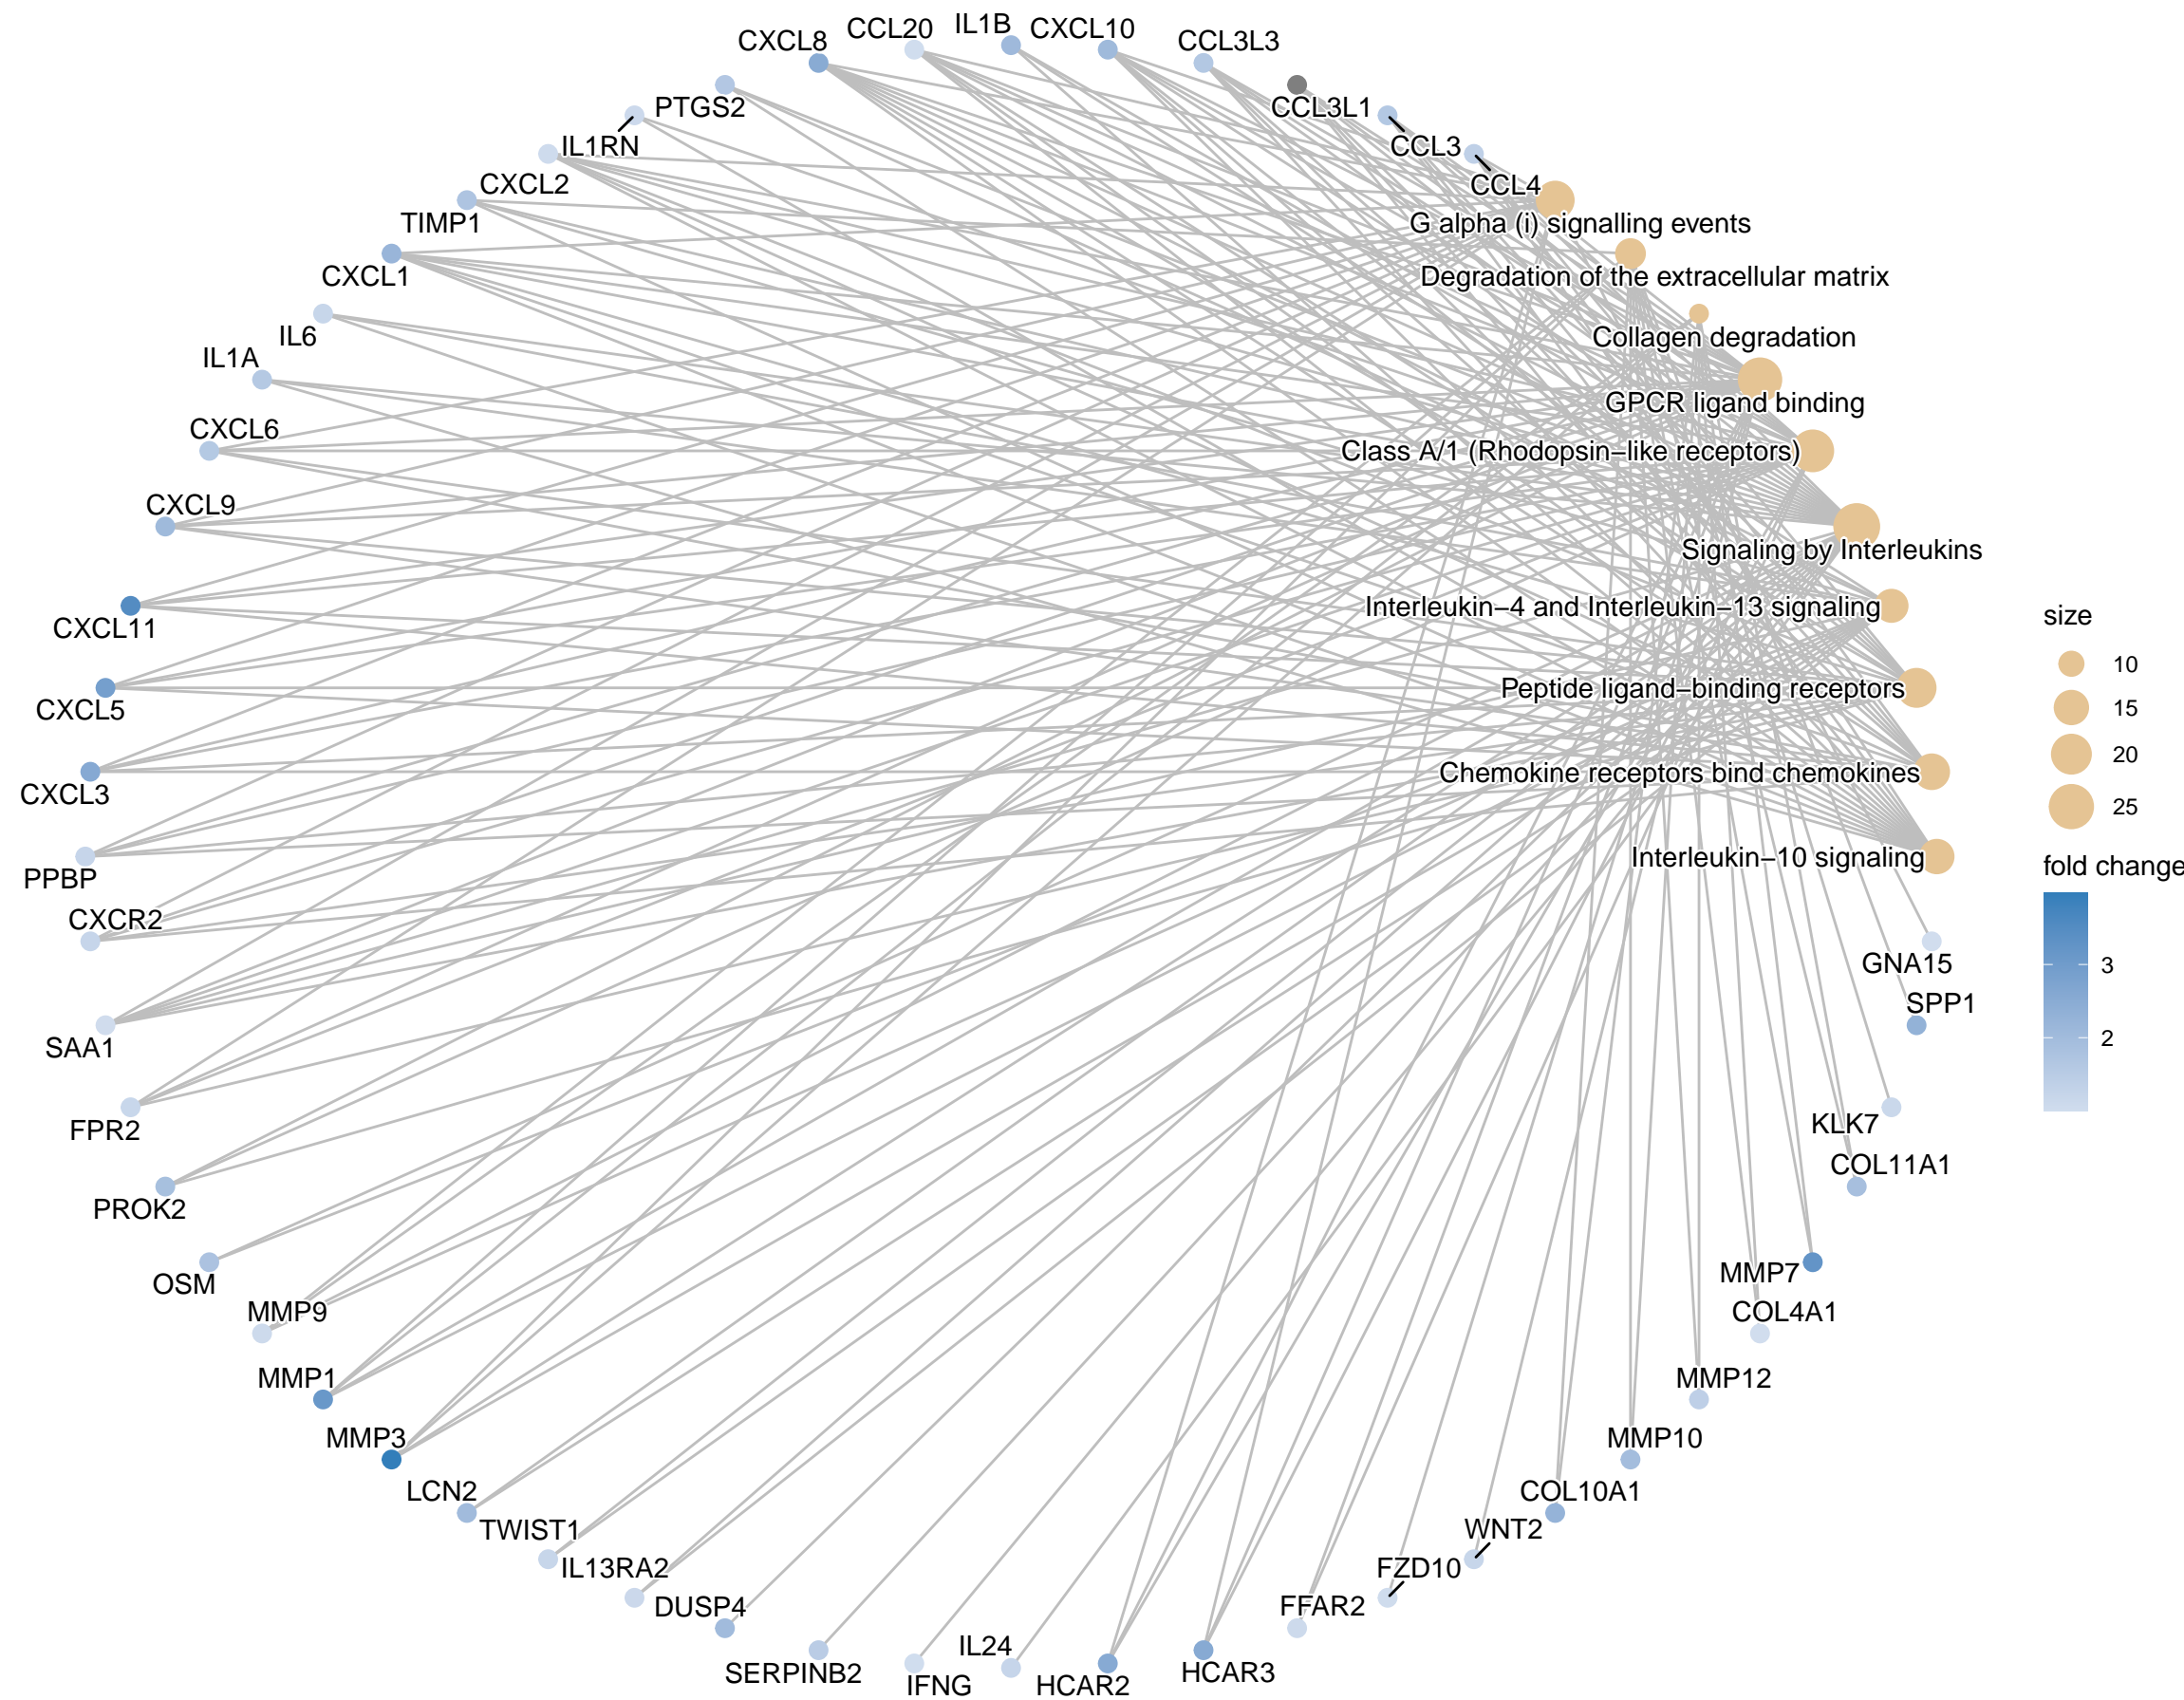 CXCL8
CCL20
IL1B
CXCL10
CCL3L3
PTGS2
CCL3L1
IL1RN
CCL3
CXCL2
CCL4
TIMP1
G alpha (i) signalling events
CXCL1
Degradation of the extracellular matrix
IL6
Collagen degradation
IL1A
GPCR ligand binding
CXCL6
Class A/1 (Rhodopsin−like receptors)
CXCL9
Signaling by Interleukins
CXCL11
Interleukin−4 and Interleukin−13 signaling
CXCL5
Peptide ligand−binding receptors
CXCL3
Chemokine receptors bind chemokines
PPBP
Interleukin−10 signaling
CXCR2
GNA15
SPP1
SAA1
FPR2
KLK7
COL11A1
PROK2
OSM
MMP7
MMP9
COL4A1
MMP1
MMP12
MMP3
MMP10
LCN2
COL10A1
TWIST1
WNT2
IL13RA2
FZD10
DUSP4
FFAR2
SERPINB2
IFNG
IL24
HCAR2
HCAR3
size
10
15
20
25
fold change
3
2